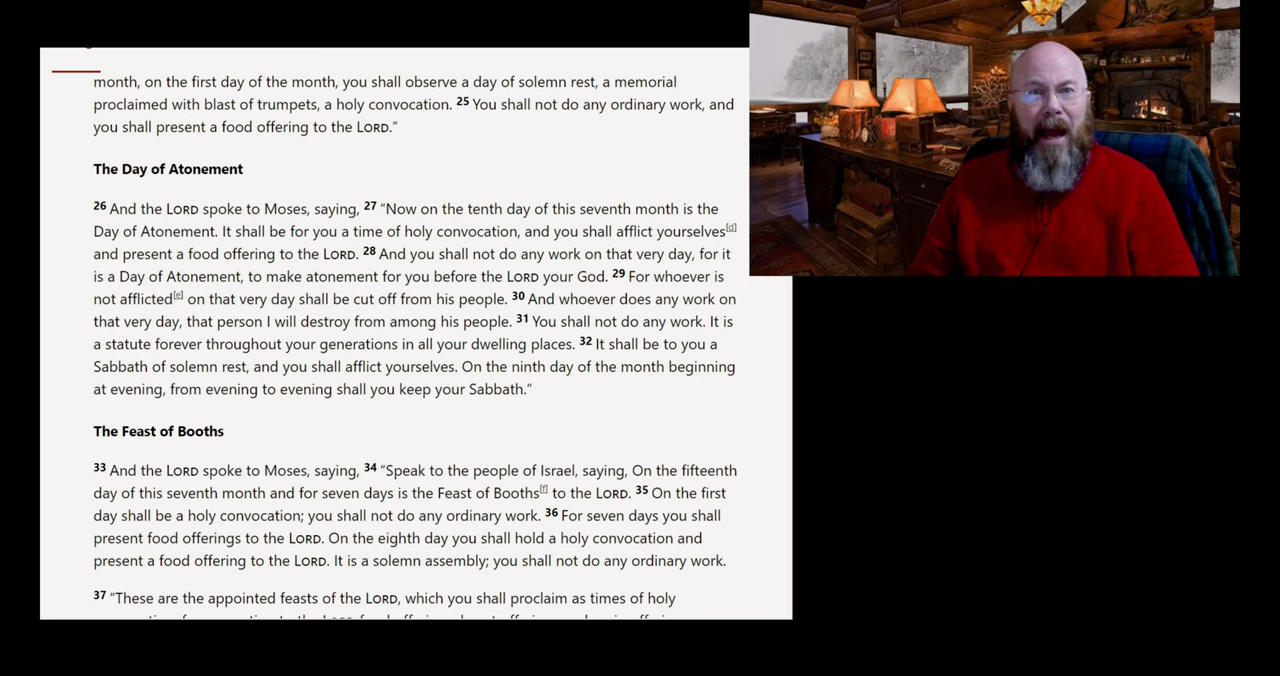 month, on the first day of the month, you shall observe a day of solemn rest, a memorial
proclaimed with blast of trumpets, a holy convocation. 25 You shall not do any ordinary work, and
you shall present a food offering to the LORD.”
The Day of Atonement
26 And the LORD spoke to Moses, saying, 27 “Now on the tenth day of this seventh month is the
Day of Atonement. It shall be for you a time of holy convocation, and you shall afflict yourselves[d]
and present a food offering to the LORD. 28 And you shall not do any work on that very day, for it
is a Day of Atonement, to make atonement for you before the LORD your God. 29 For whoever is
not afflicted[e] on that very day shall be cut off from his people. 30 And whoever does any work on
that very day, that person I will destroy from among his people. 31 You shall not do any work. It is
a statute forever throughout your generations in all your dwelling places. 32 It shall be to you a
Sabbath of solemn rest, and you shall afflict yourselves. On the ninth day of the month beginning
at evening, from evening to evening shall you keep your Sabbath.”
The Feast of Booths
33 And the LORD spoke to Moses, saying, 34 “Speak to the people of Israel, saying, On the fifteenth
day of this seventh month and for seven days is the Feast of Booths[f] to the LORD. 35 On the first
day shall be a holy convocation; you shall not do any ordinary work. 36 For seven days you shall
present food offerings to the LORD. On the eighth day you shall hold a holy convocation and
present a food offering to the LORD. It is a solemn assembly; you shall not do any ordinary work.
37 “These are the appointed feasts of the LORD, which you shall proclaim as times of holy